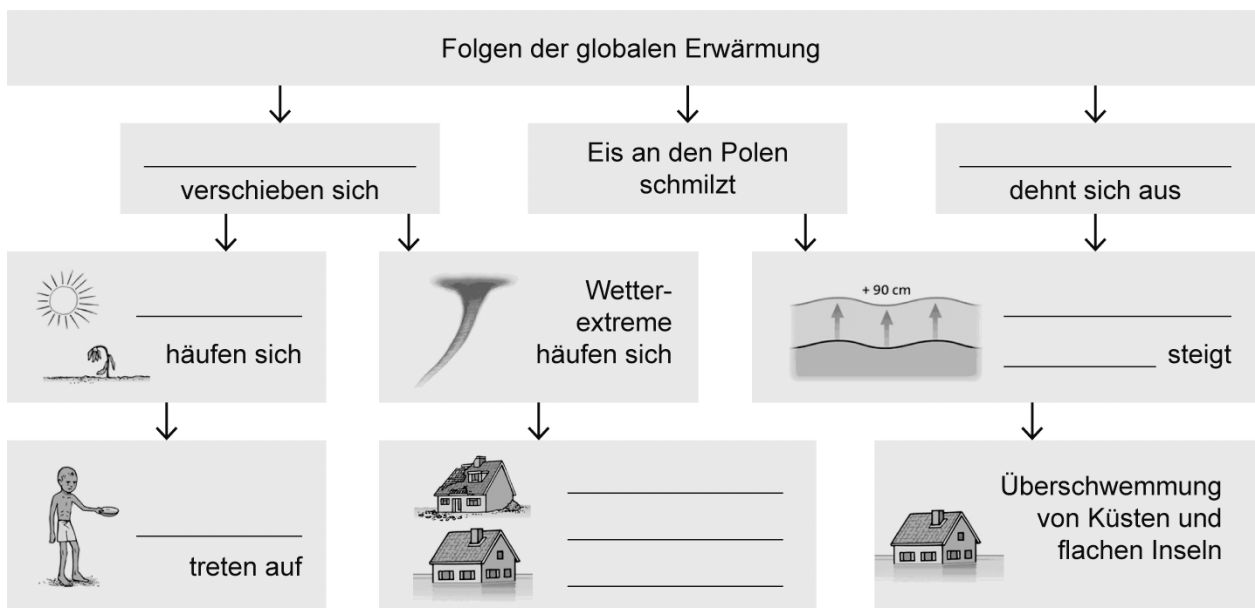 Folgen der globalen Erwärmung
verschieben sich
Eis an den Polen
schmilzt
dehnt sich aus
häufen sich
Wetter-
extreme
häufen sich
+ 90 cm
steigt
treten auf
Überschwemmung
von Küsten und
flachen Inseln